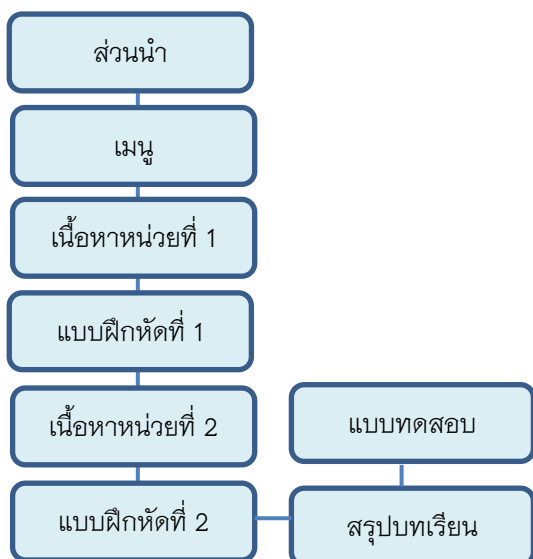 ส่วนนำ
เมนู
เนื้อหาหน่วยที่ 1
แบบฝึกหัดที่ 1
เนื้อหาหน่วยที่ 2
แบบฝึกหัดที่ 2
สรุปบทเรียน
แบบทดสอบ